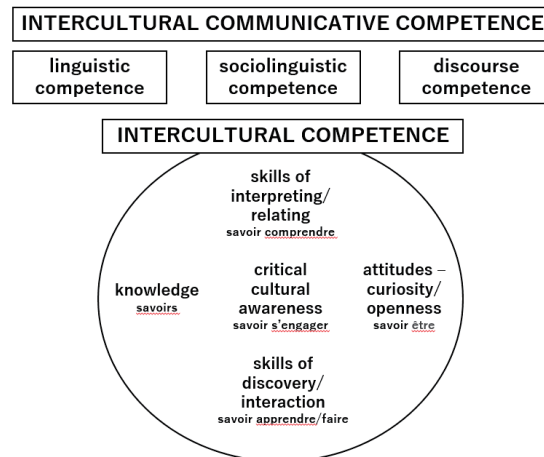 INTERCULTURAL COMMUNICATIVE COMPETENCE
linguistic
competence
sociolinguistic
competence
discourse
competence
INTERCULTURAL COMPETENCE
skills of
interpreting/
relating
savoir comprendre
knowledge
savoirs
critical
cultural
awareness
savoir s'engager
attitudes –
curiosity/
openness
savoir être
skills of
discovery/
interaction
savoir apprendre/faire